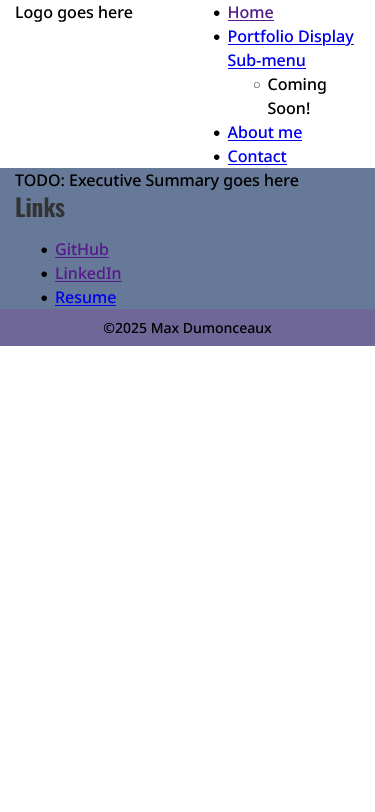 Logo goes here
Home
Portfolio Display
Sub-menu
Coming
Soon!
About me
Contact
TODO: Executive Summary goes here
Links
GitHub
LinkedIn
Resume
©2025 Max Dumonceaux